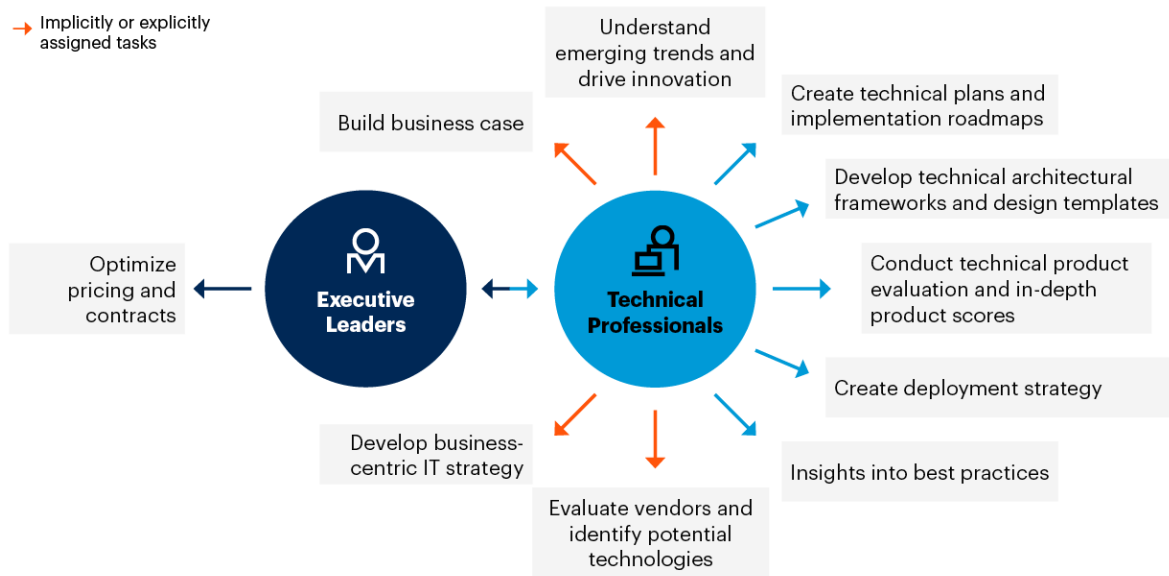 Implicitly or explicitly
assigned tasks
Understand
emerging trends and
drive innovation
Build business case
Create technical plans and
implementation roadmaps
Develop technical architectural
frameworks and design templates
Optimize
pricing and
contracts
Executive
Leaders
Technical
Professionals
Conduct technical product
evaluation and in-depth
product scores
Create deployment strategy
Develop business-
centric IT strategy
Insights into best practices
Evaluate vendors and
identify potential
technologies